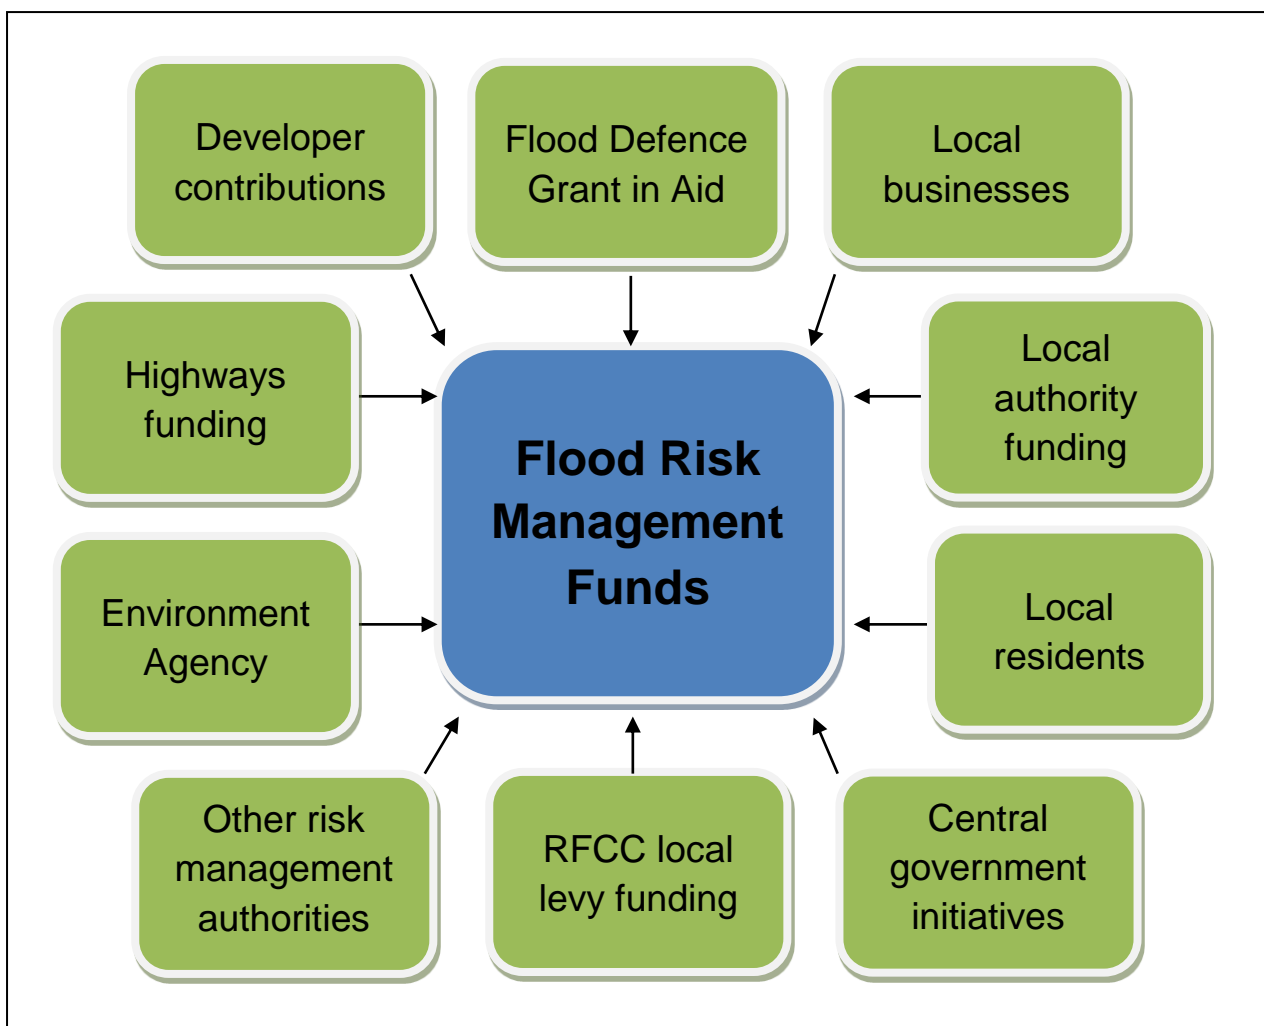 Developer
contributions
Flood Defence
Grant in Aid
Local
businesses
Highways
funding
Local
authority
funding
Flood Risk
Management
Funds
Environment
Agency
Local
residents
Other risk
management
authorities
RFCC local
levy funding
Central
government
initiatives